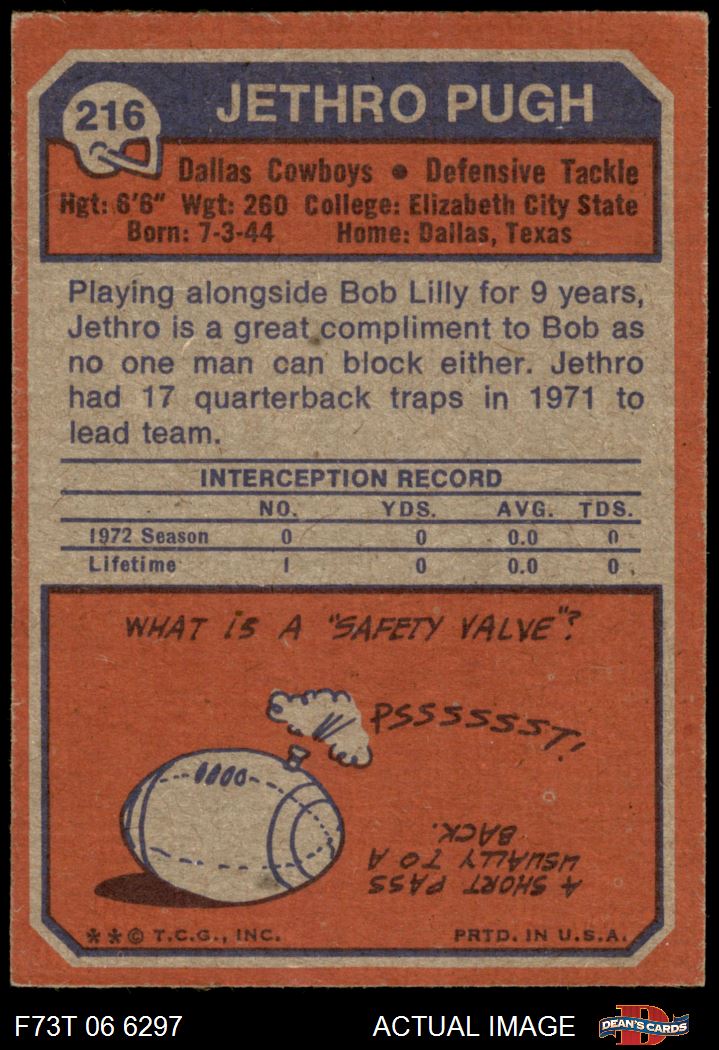 216
JETHRO PUGH
Dallas Cowboys • Defensive Tackle
Hgt: 6'6" Wgt: 260 College: Elizabeth City State
Born: 7-3-44 Home: Dallas, Texas
Playing alongside Bob Lilly for 9 years,
Jethro is a great compliment to Bob as
no one man can block either. Jethro
had 17 quarterback traps in 1971 to
lead team.
INTERCEPTION RECORD
NO. YDS. AVG. TDS.
1972 Season 0 0 0.0 0
Lifetime 1 0 0.0 0
WHAT IS A "SAFETY VALVE"?
PSSSSSSST!
A SHORT PASS
USUALLY TO A
BACK.
**© T.C.G., INC. PRTD. IN U.S.A.
F73T 06 6297 ACTUAL IMAGE
D
DEAN'S CARDS